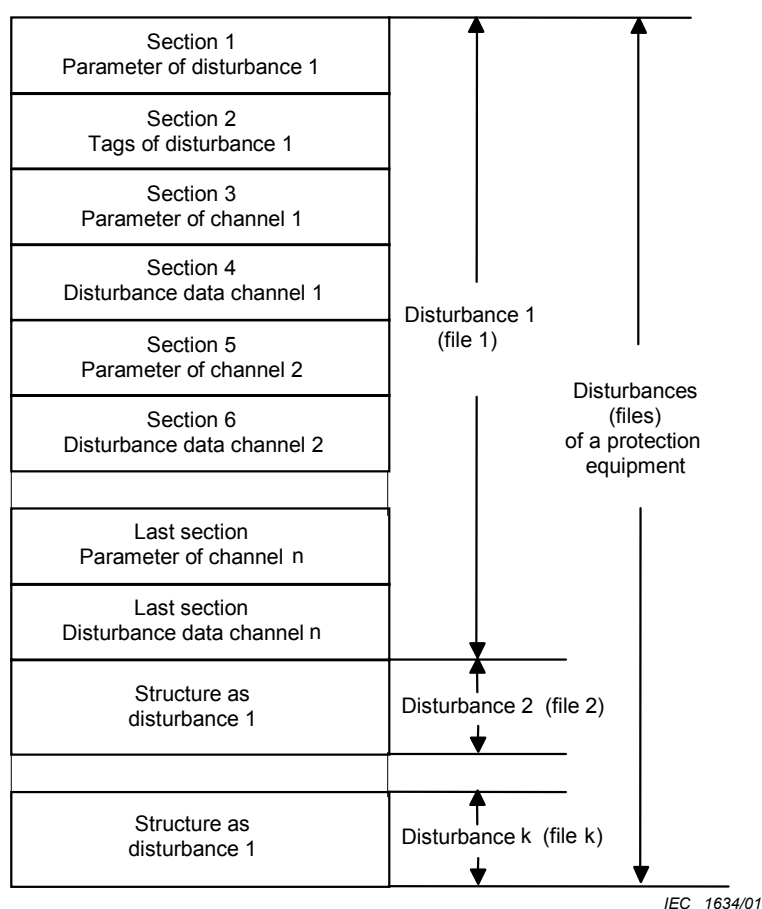 Section 1
Parameter of disturbance 1
Section 2
Tags of disturbance 1
Section 3
Parameter of channel 1
Section 4
Disturbance data channel 1
Section 5
Parameter of channel 2
Section 6
Disturbance data channel 2
Last section
Parameter of channel n
Last section
Disturbance data channel n
Structure as
disturbance 1
Structure as
disturbance 1
Disturbance 1
(file 1)
Disturbance 2 (file 2)
Disturbance k (file k)
Disturbances
(files)
of a protection
equipment
IEC 1634/01